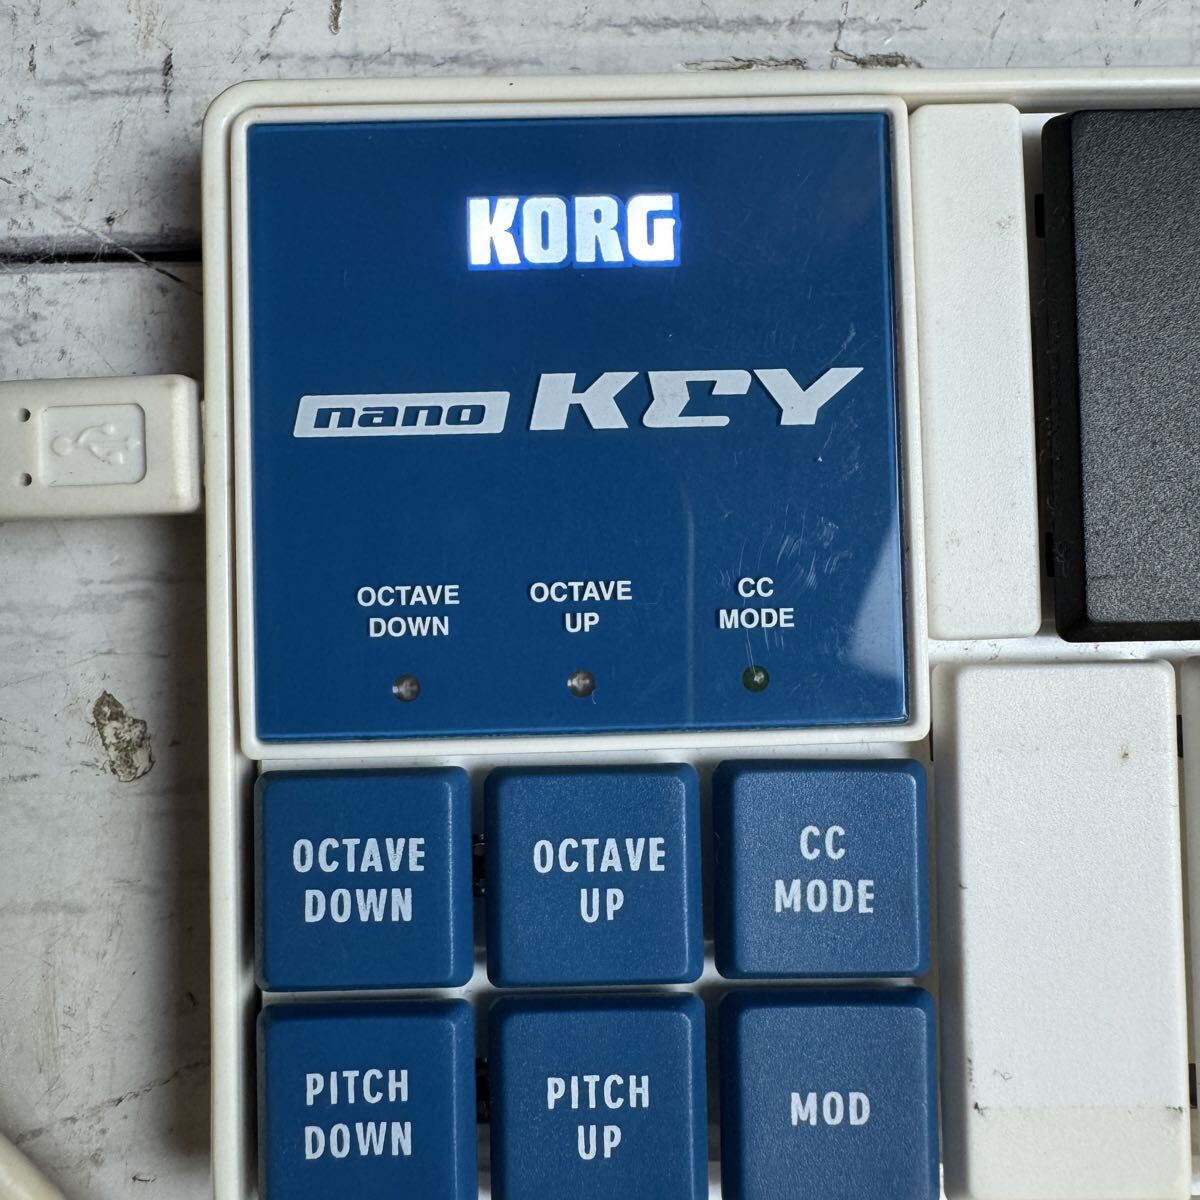 KORG
nano KEY
OCTAVE
DOWN
OCTAVE
UP
CC
MODE
OCTAVE
DOWN
OCTAVE
UP
CC
MODE
PITCH
DOWN
PITCH
UP
MOD